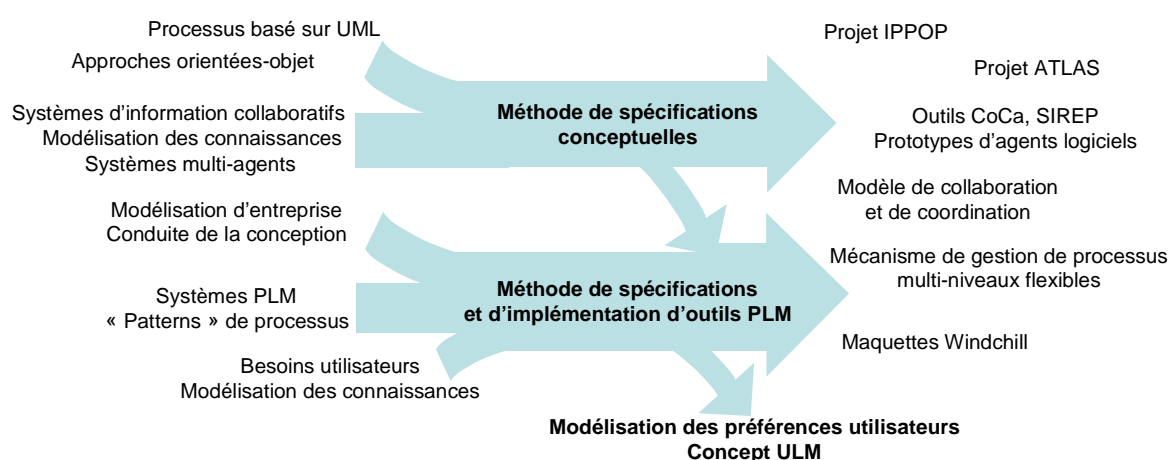 Processus basé sur UML
Approches orientées-objet
Systèmes d'information collaboratifs
Modélisation des connaissances
Systèmes multi-agents
Modélisation d'entreprise
Conduite de la conception
Systèmes PLM
« Patterns » de processus
Besoins utilisateurs
Modélisation des connaissances
Méthode de spécifications
conceptuelles
Méthode de spécifications
et d'implémentation d'outils PLM
Modélisation des préférences utilisateurs
Concept ULM
Projet IPPOP
Projet ATLAS
Outils CoCa, SIREP
Prototypes d'agents logiciels
Modèle de collaboration
et de coordination
Mécanisme de gestion de processus
multi-niveaux flexibles
Maquettes Windchill